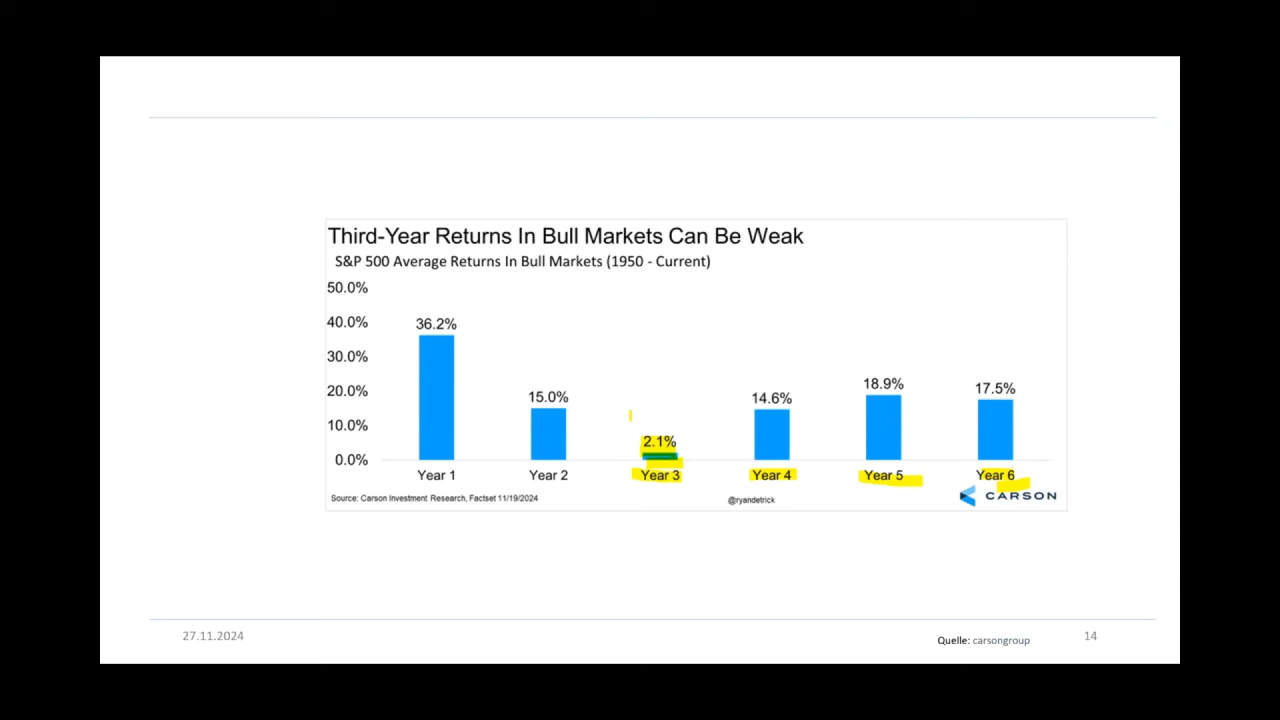 Third-Year Returns In Bull Markets Can Be Weak
S&P 500 Average Returns In Bull Markets (1950 - Current)
50.0%
40.0%
30.0%
20.0%
10.0%
0.0%
36.2%
15.0%
2.1%
14.6%
18.9%
17.5%
Year 1
Year 2
Year 3
Year 4
Year 5
Year 6
Source: Carson Investment Research, Factset 11/19/2024
@ryandetrick
CARSON
27.11.2024
Quelle: carsongroup
14